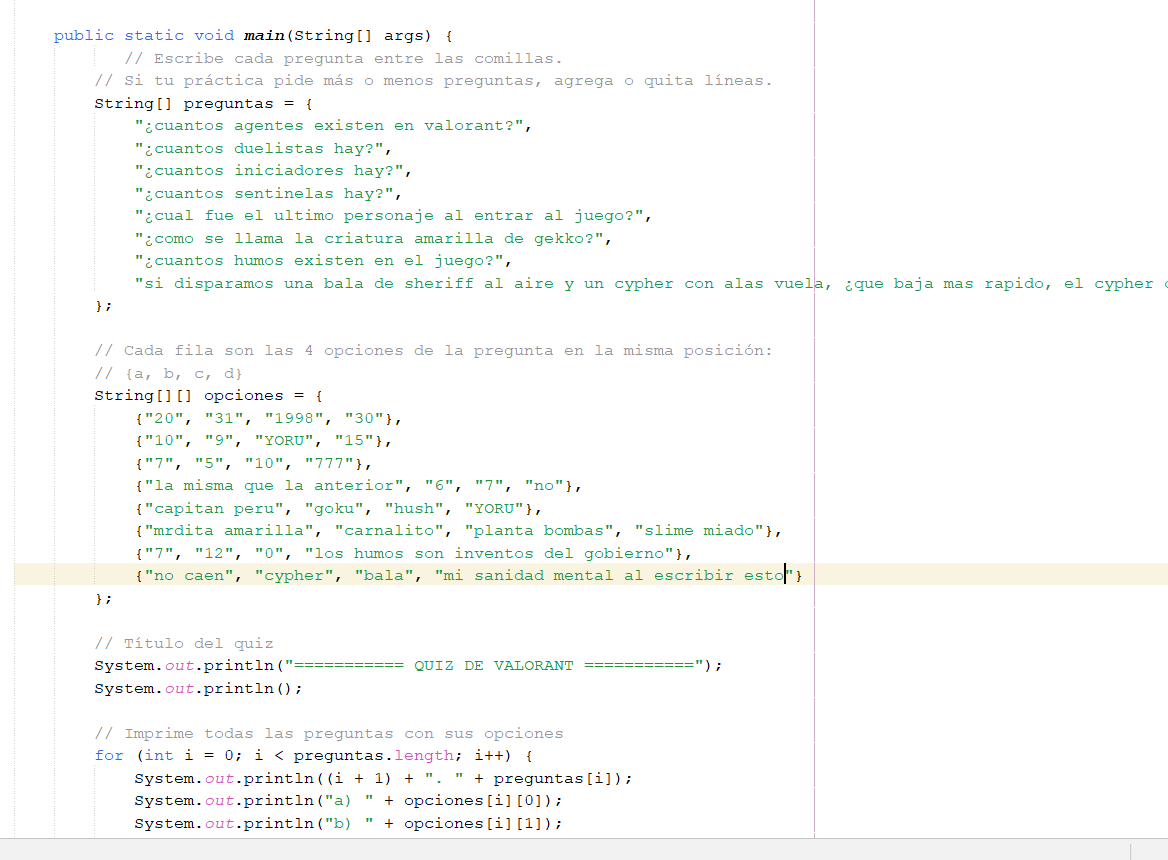 public static void main(String[] args) {
// Escribe cada pregunta entre las comillas.
// Si tu práctica pide más o menos preguntas, agrega o quita líneas.
String[] preguntas = {
"¿cuantos agentes existen en valorant?",
"¿cuantos duelistas hay?",
"¿cuantos iniciadores hay?",
"¿cuantos sentinelas hay?",
"¿cual fue el ultimo personaje al entrar al juego?",
"¿como se llama la criatura amarilla de gekko?",
"¿cuantos humos existen en el juego?",
"si disparamos una bala de sheriff al aire y un cypher con alas vuela, ¿que baja mas rapido, el cypher
};
// Cada fila son las 4 opciones de la pregunta en la misma posición:
// {a, b, c, d}
String[][] opciones = {
{"20", "31", "1998", "30"},
{"10", "9", "YORU", "15"},
{"7", "5", "10", "777"},
{"la misma que la anterior", "6", "7", "no"},
{"capitan peru", "goku", "hush", "YORU"},
{"mrdita amarilla", "carnalito", "planta bombas", "slime miado"},
{"7", "12", "0", "los humos son inventos del gobierno"},
{"no caen", "cypher", "bala", "mi sanidad mental al escribir esto"}
};
// Título del quiz
System.out.println("=========== QUIZ DE VALORANT ===========");
System.out.println();
// Imprime todas las preguntas con sus opciones
for (int i = 0; i < preguntas.length; i++) {
System.out.println((i + 1) + ". " + preguntas[i]);
System.out.println("a) " + opciones[i][0]);
System.out.println("b) " + opciones[i][1]);